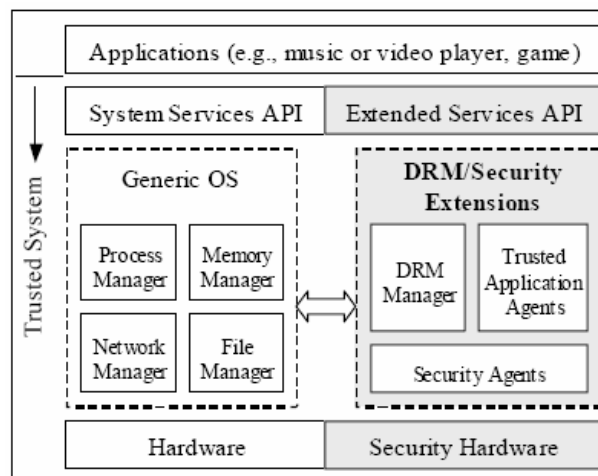 Applications (e.g., music or video player, game)
System Services API
Extended Services API
Trusted System
Generic OS
Process
Manager
Memory
Manager
Network
Manager
File
Manager
DRM/Security
Extensions
DRM
Manager
Trusted
Application
Agents
Security Agents
Hardware
Security Hardware